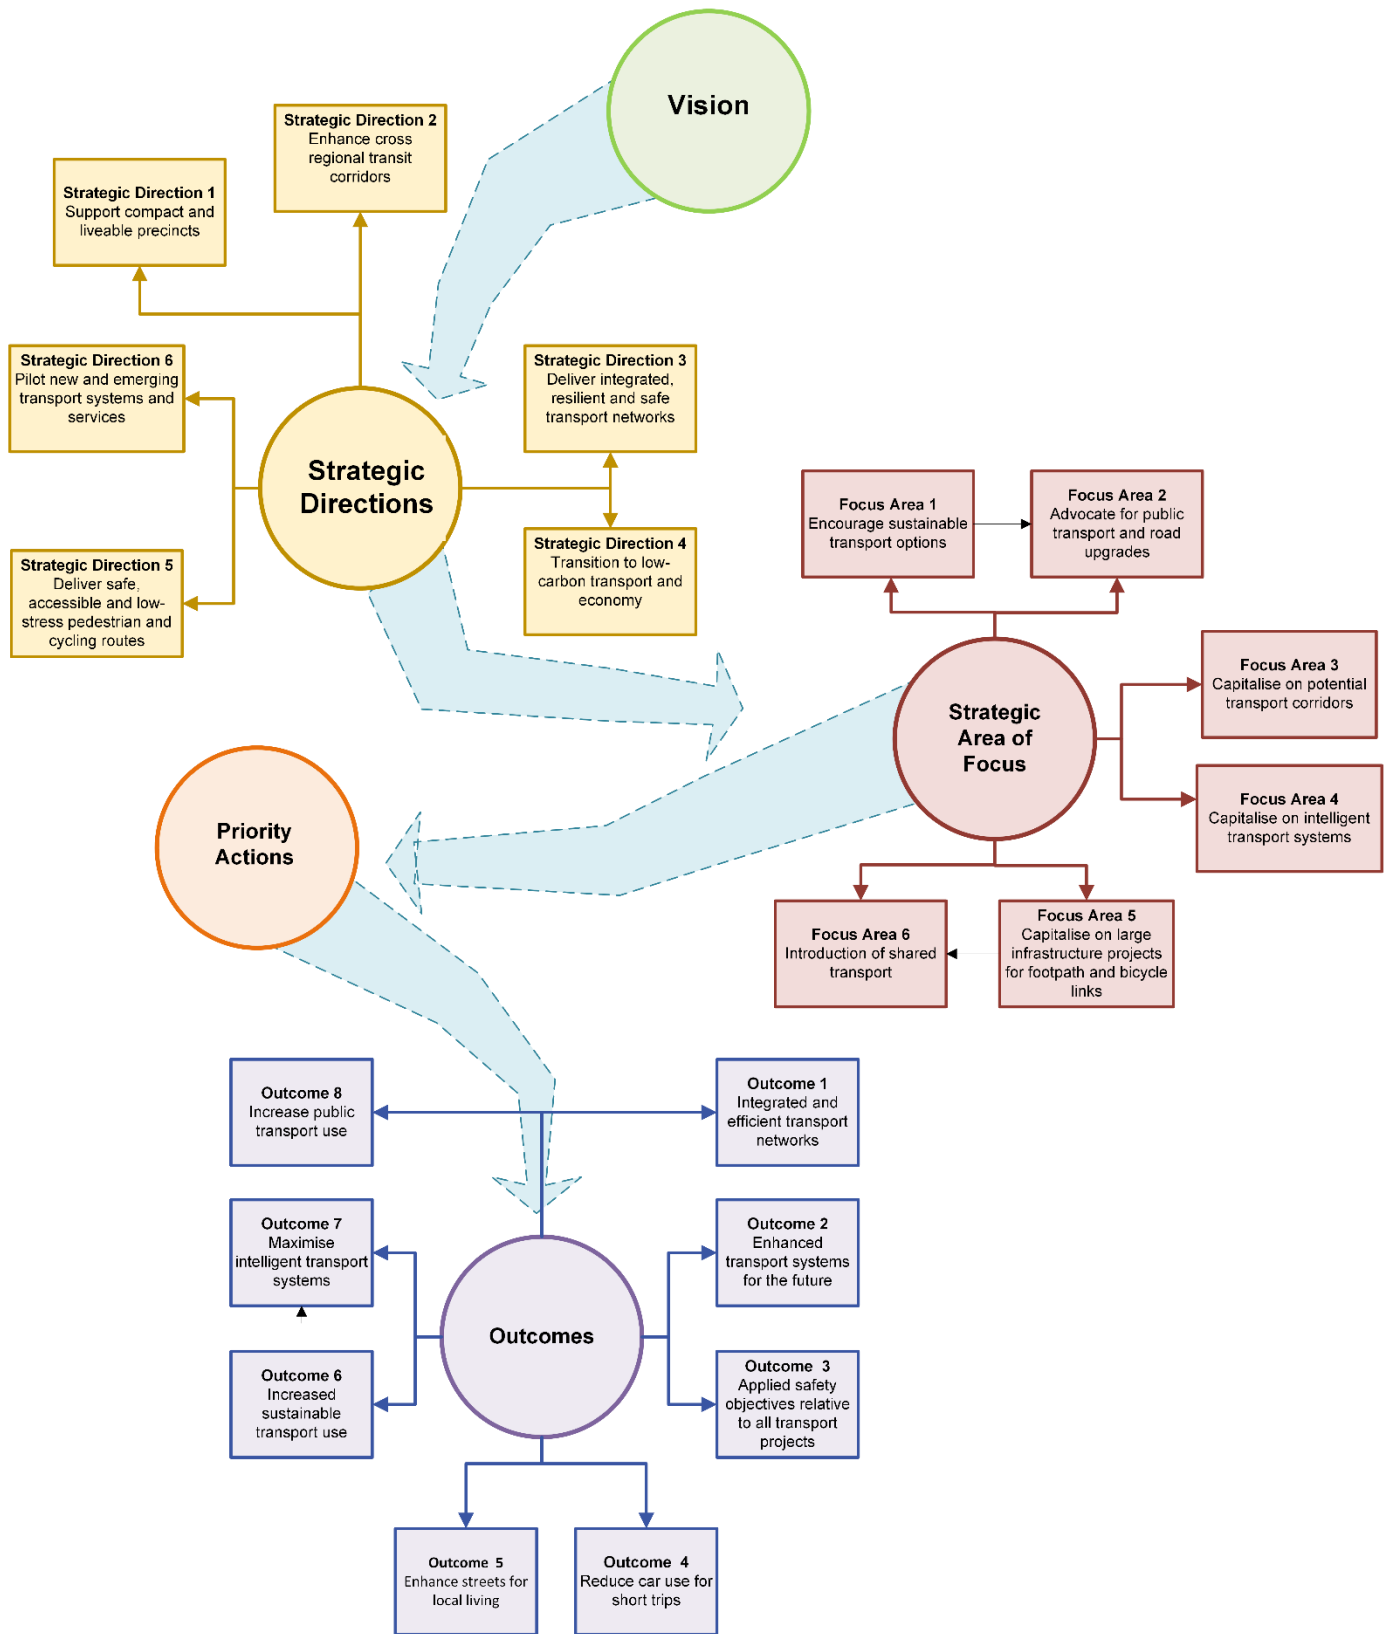 Vision
Strategic Direction 2
Enhance cross
regional transit
corridors
Strategic Direction 1
Support compact and
liveable precincts
Strategic Direction 6
Pilot new and emerging
transport systems and
services
Strategic Direction 3
Deliver integrated,
resilient and safe
transport networks
Strategic
Directions
Strategic Direction 4
Transition to low-
carbon transport and
economy
Strategic Direction 5
Deliver safe,
accessible and low-
stress pedestrian and
cycling routes
Focus Area 1
Encourage sustainable
transport options
Focus Area 2
Advocate for public
transport and road
upgrades
Strategic
Area of
Focus
Focus Area 3
Capitalise on potential
transport corridors
Focus Area 4
Capitalise on intelligent
transport systems
Priority
Actions
Focus Area 6
Introduction of shared
transport
Focus Area 5
Capitalise on large
infrastructure projects
for footpath and bicycle
links
Outcome 8
Increase public
transport use
Outcome 1
Integrated and
efficient transport
networks
Outcome 7
Maximise
intelligent transport
systems
Outcome 2
Enhanced
transport systems
for the future
Outcomes
Outcome 6
Increased
sustainable
transport use
Outcome 3
Applied safety
objectives relative
to all transport
projects
Outcome 5
Enhance streets for
local living
Outcome 4
Reduce car use for
short trips